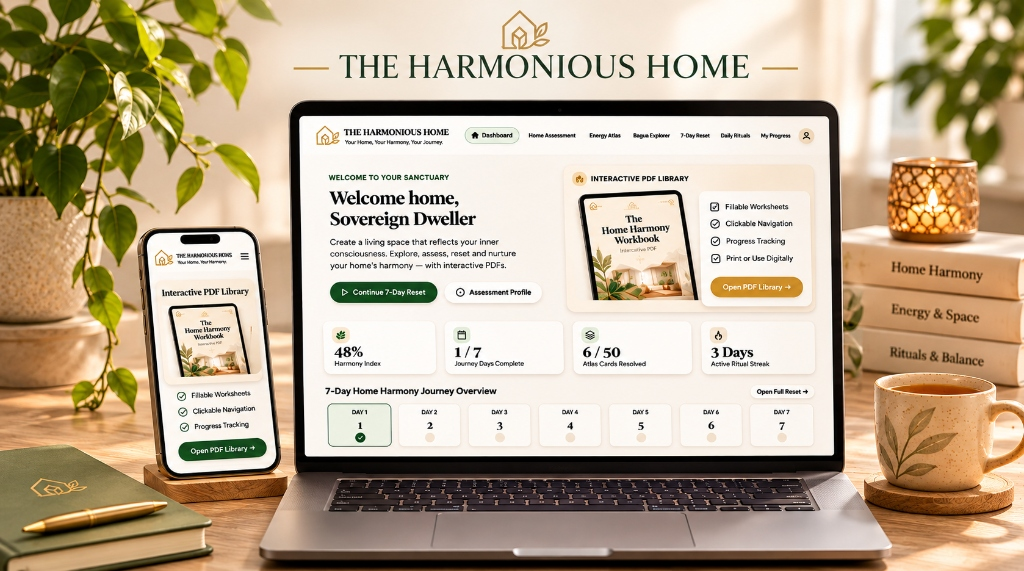 THE HARMONIOUS HOME
THE HARMONIOUS HOME
Your Home, Your Harmony, Your Journey.
Dashboard
Home Assessment
Energy Atlas
Bagua Explorer
7-Day Reset
Daily Rituals
My Progress
WELCOME TO YOUR SANCTUARY
Welcome home,
Sovereign Dweller
Create a living space that reflects your inner
consciousness. Explore, assess, reset and nurture
your home's harmony — with interactive PDFs.
Continue 7-Day Reset
Assessment Profile
INTERACTIVE PDF LIBRARY
The
Home Harmony
Workbook
Interactive PDF
Fillable Worksheets
Clickable Navigation
Progress Tracking
Print or Use Digitally
Open PDF Library →
48%
Harmony Index
1 / 7
Journey Days Complete
6 / 50
Atlas Cards Resolved
3 Days
Active Ritual Streak
7-Day Home Harmony Journey Overview
Open Full Reset →
DAY 1
1
DAY 2
2
DAY 3
3
DAY 4
4
DAY 5
5
DAY 6
6
DAY 7
7
THE HARMONIOUS HOME
Your Home, Your Harmony.
Interactive PDF Library
The
Home Harmony
Workbook
Interactive PDF
Fillable Worksheets
Clickable Navigation
Progress Tracking
Open PDF Library →
Home Harmony
Energy & Space
Rituals & Balance